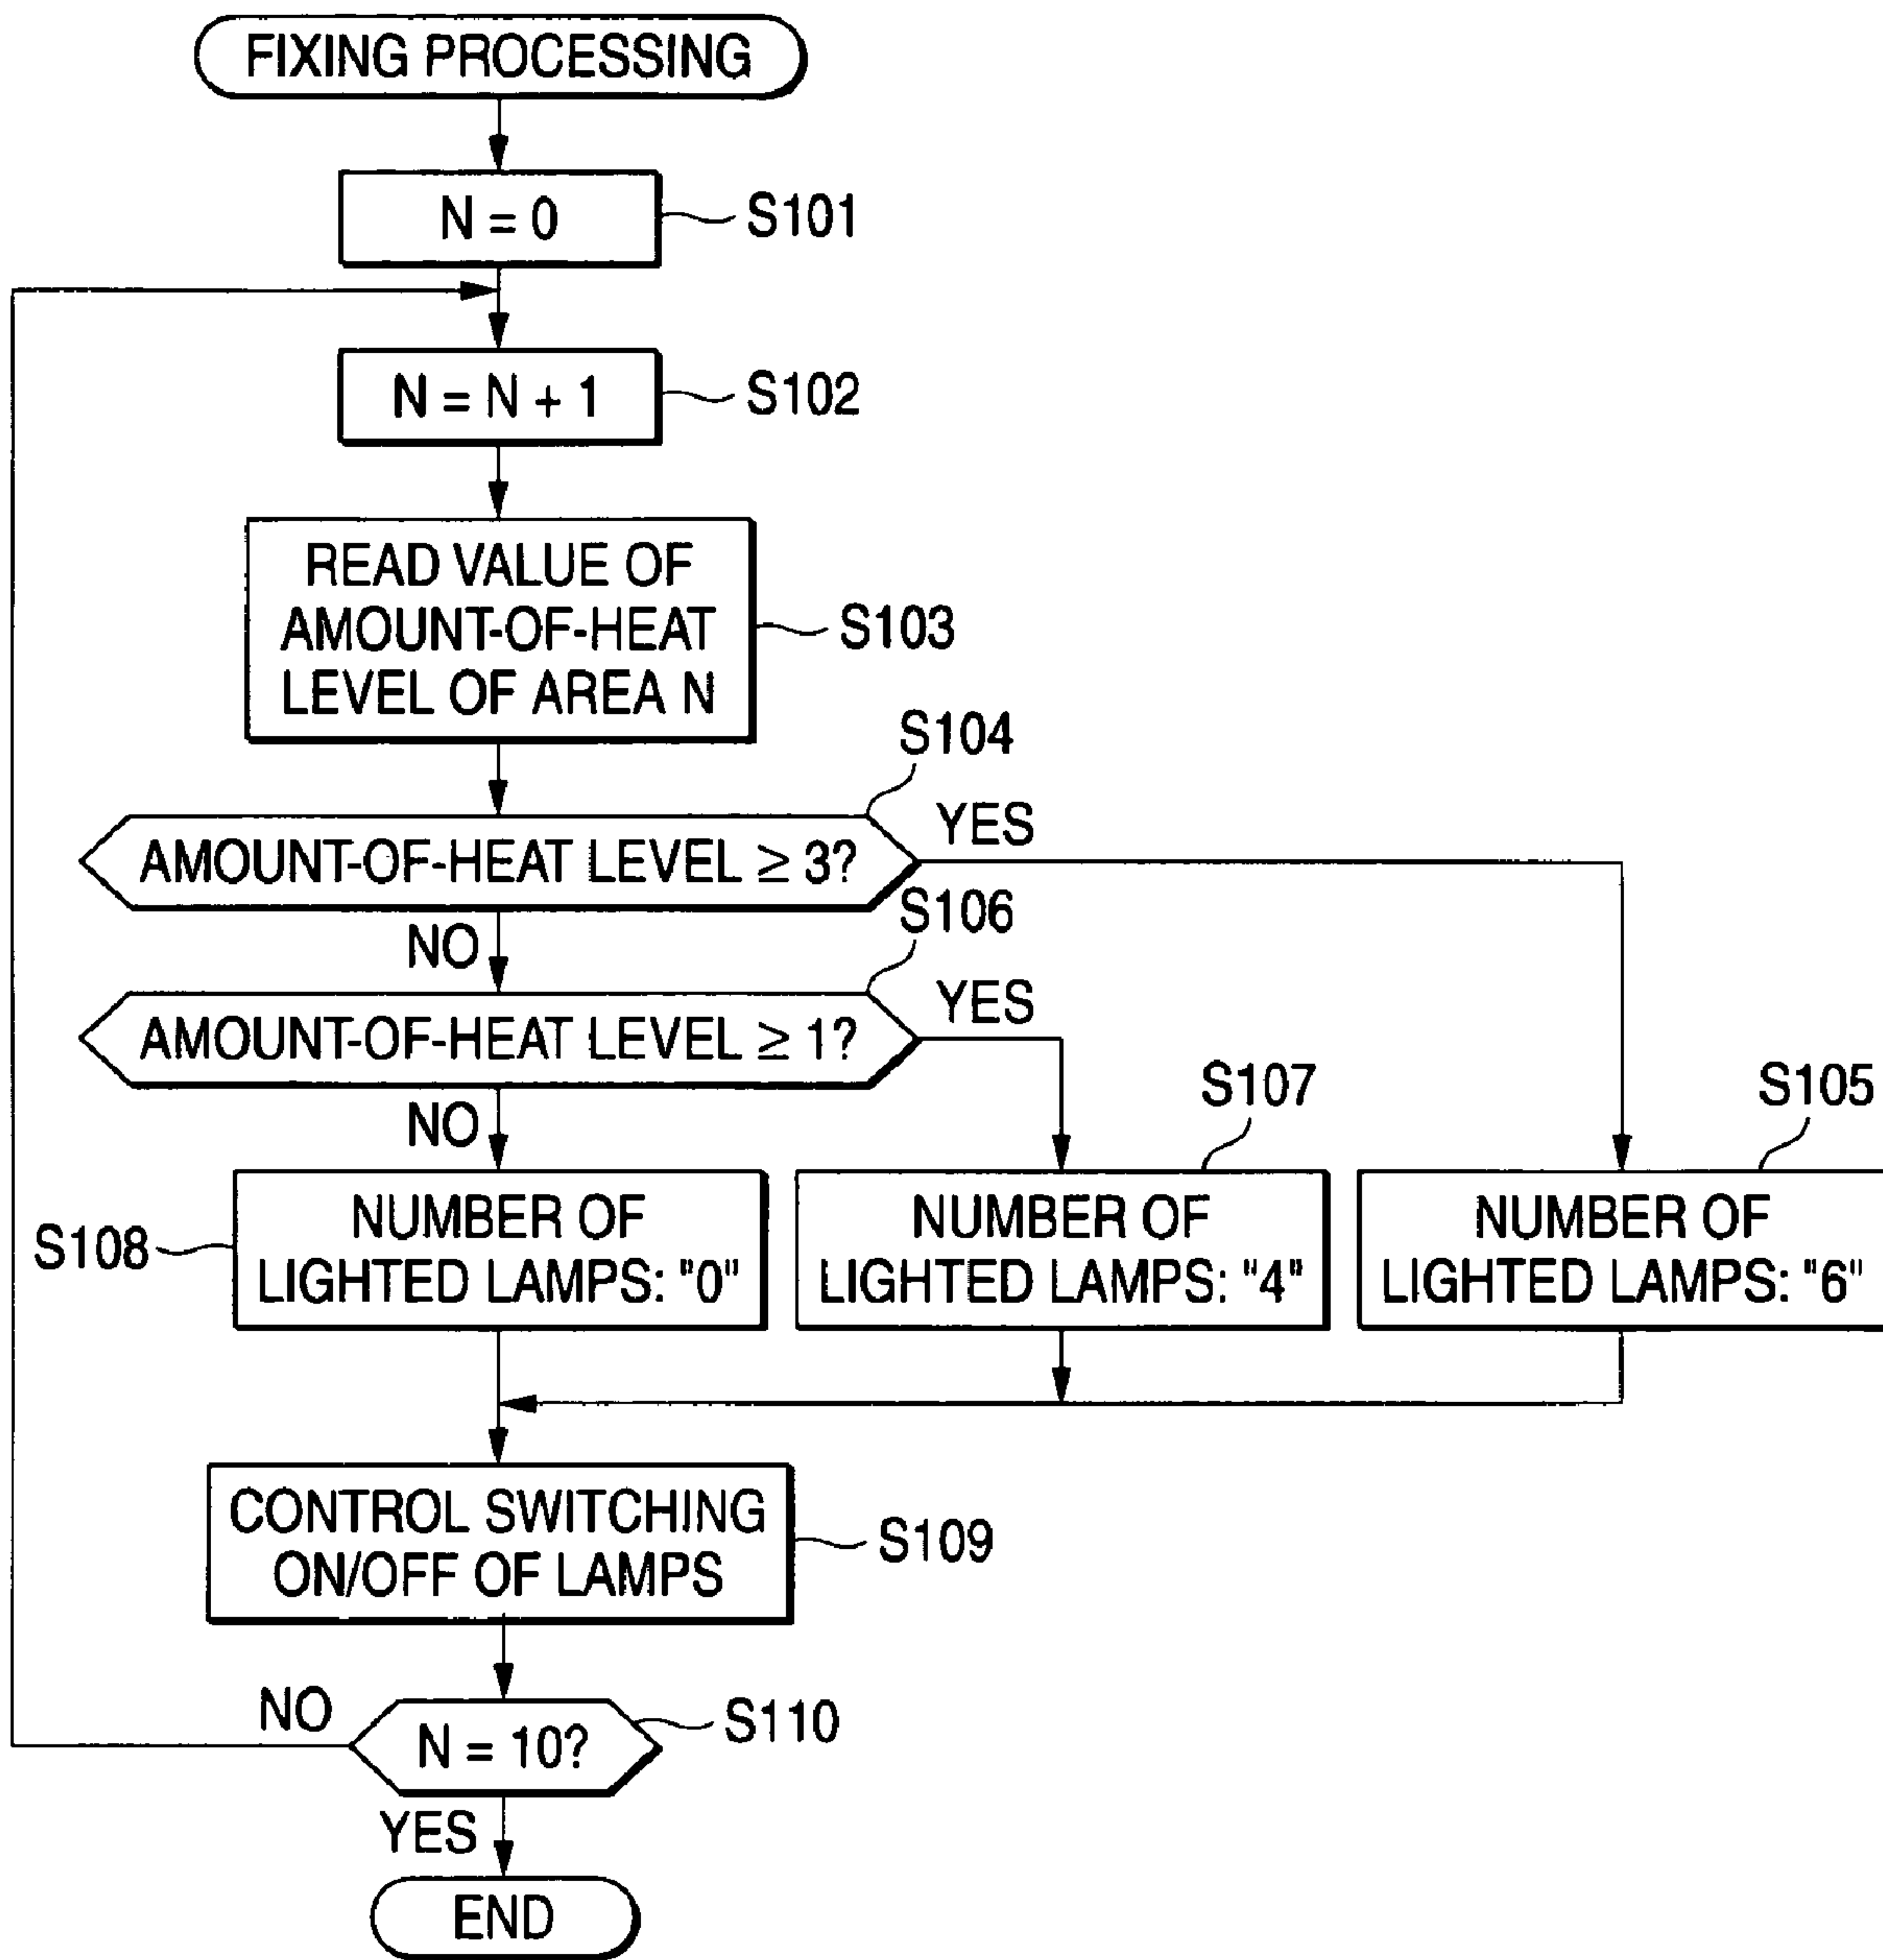 FIXING PROCESSING
N = 0
S101
N = N + 1
S102
READ VALUE OF
AMOUNT-OF-HEAT
LEVEL OF AREA N
S103
S104
AMOUNT-OF-HEAT LEVEL ≥ 3?
YES
NO
S106
AMOUNT-OF-HEAT LEVEL ≥ 1?
YES
NO
S108
NUMBER OF
LIGHTED LAMPS: "0"
S107
NUMBER OF
LIGHTED LAMPS: "4"
S105
NUMBER OF
LIGHTED LAMPS: "6"
CONTROL SWITCHING
ON/OFF OF LAMPS
S109
NO
N = 10?
S110
YES
END